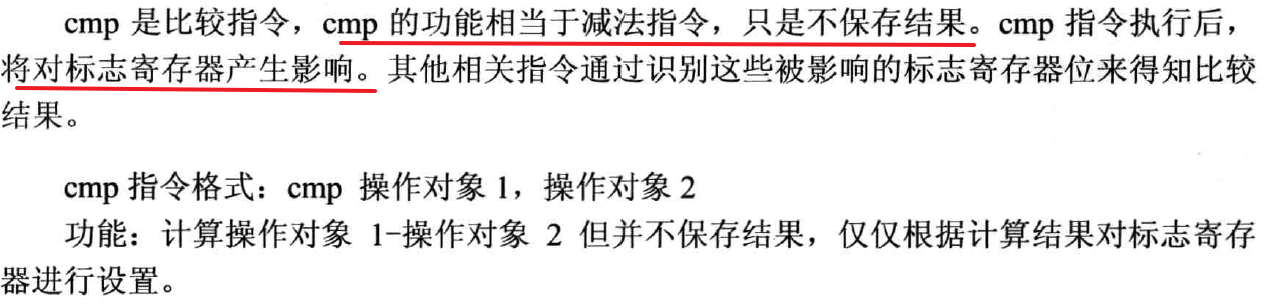 cmp 是比较指令，cmp 的功能相当于减法指令，只是不保存结果。cmp 指令执行后，
将对标志寄存器产生影响。其他相关指令通过识别这些被影响的标志寄存器位来得知比较
结果。
cmp 指令格式：cmp 操作对象 1，操作对象 2
功能：计算操作对象 1-操作对象 2 但并不保存结果，仅仅根据计算结果对标志寄存
器进行设置。